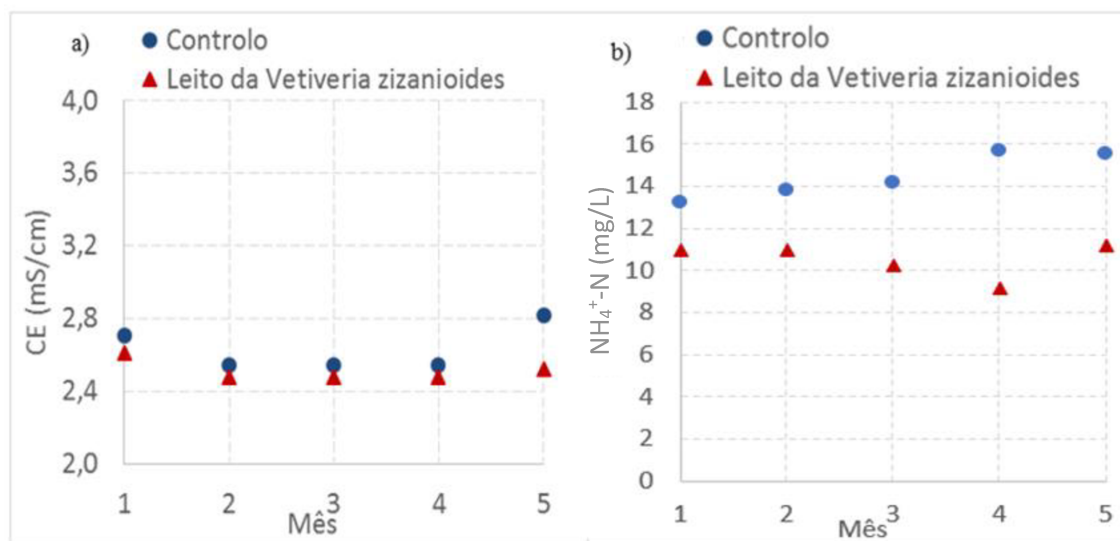 a)
Controlo
Leito da Vetiveria zizanioides
4,0
3,6
3,2
2,8
2,4
2,0
CE (mS/cm)
1 2 3 4 5
Mês
b)
Controlo
Leito da Vetiveria zizanioides
18
16
14
12
10
8
6
4
2
0
NH₄⁺-N (mg/L)
1 2 3 4 5
Mês